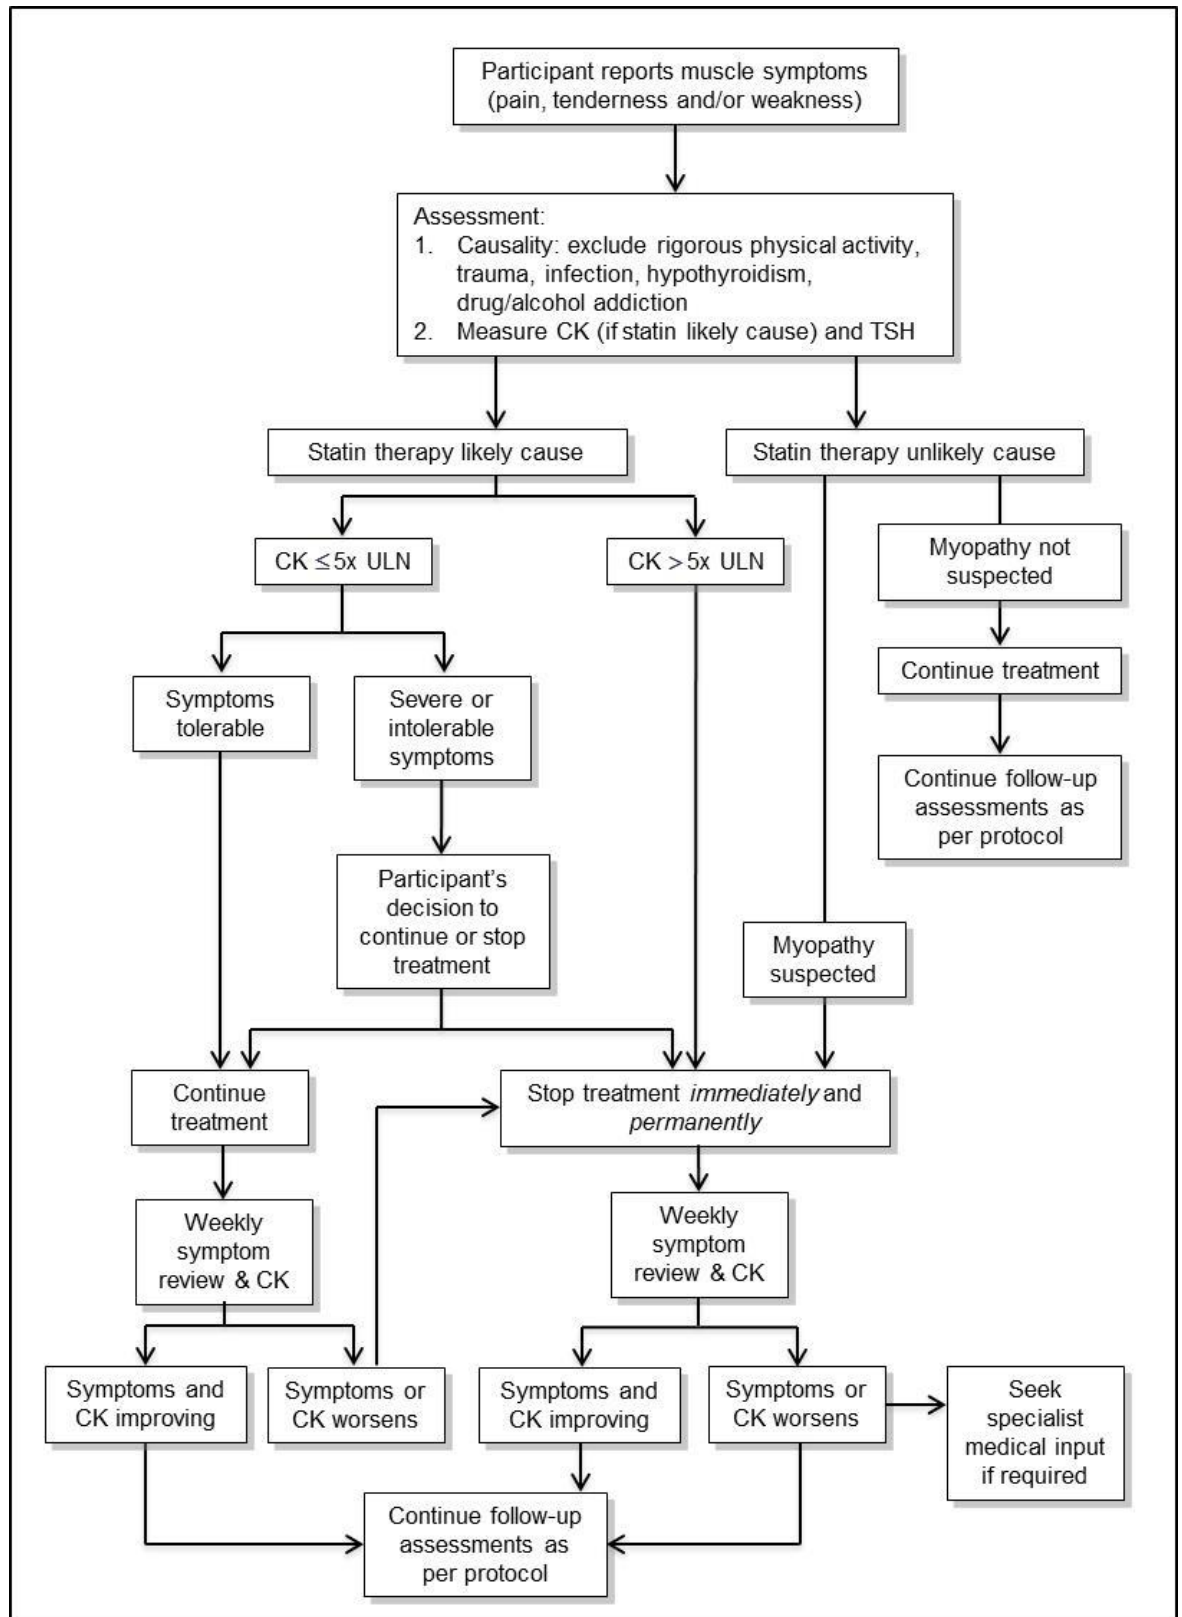 Participant reports muscle symptoms
(pain, tenderness and/or weakness)
Assessment:
1. Causality: exclude rigorous physical activity,
trauma, infection, hypothyroidism,
drug/alcohol addiction
2. Measure CK (if statin likely cause) and TSH
Statin therapy likely cause
Statin therapy unlikely cause
CK ≤ 5x ULN
CK > 5x ULN
Myopathy not
suspected
Continue treatment
Symptoms
tolerable
Severe or
intolerable
symptoms
Continue follow-up
assessments as
per protocol
Participant's
decision to
continue or stop
treatment
Myopathy
suspected
Continue
treatment
Stop treatment immediately and
permanently
Weekly
symptom
review & CK
Weekly
symptom
review & CK
Symptoms and
CK improving
Symptoms or
CK worsens
Symptoms and
CK improving
Symptoms or
CK worsens
Seek
specialist
medical input
if required
Continue follow-up
assessments as
per protocol